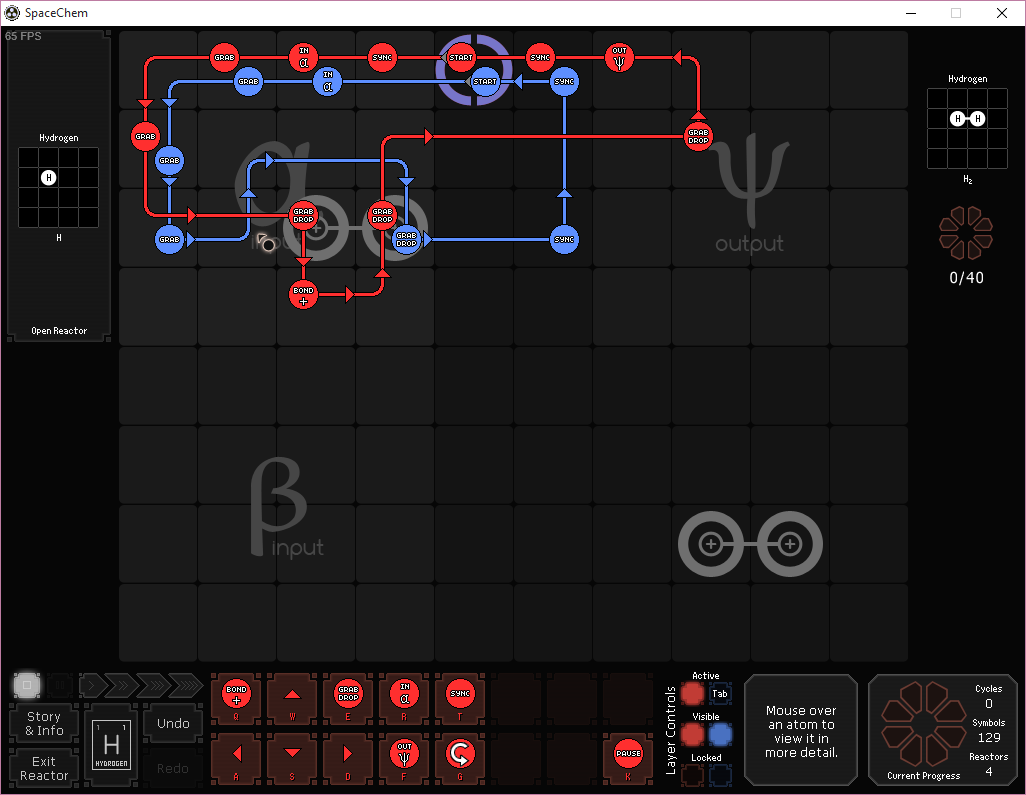 SpaceChem
65 FPS
GRAB
IN
α
SYNC
START
SYNC
OUT
ψ
GRAB
IN
α
START
SYNC
Hydrogen
H
H
Open Reactor
GRAB
GRAB
GRAB
DROP
GRAB
DROP
GRAB
DROP
GRAB
GRAB
DROP
SYNC
BOND
+
α
ψ
output
β
input
Hydrogen
H H
H₂
0/40
Story
& Info
Undo
Exit
Reactor
Redo
1 1
H
HYDROGEN
BOND
+
Q
W
GRAB
DROP
E
IN
α
R
SYNC
T
A
S
D
OUT
ψ
F
G
PAUSE
K
Layer Controls
Active
Tab
Visible
Locked
Mouse over
an atom to
view it in
more detail.
Current Progress
Cycles
0
Symbols
129
Reactors
4